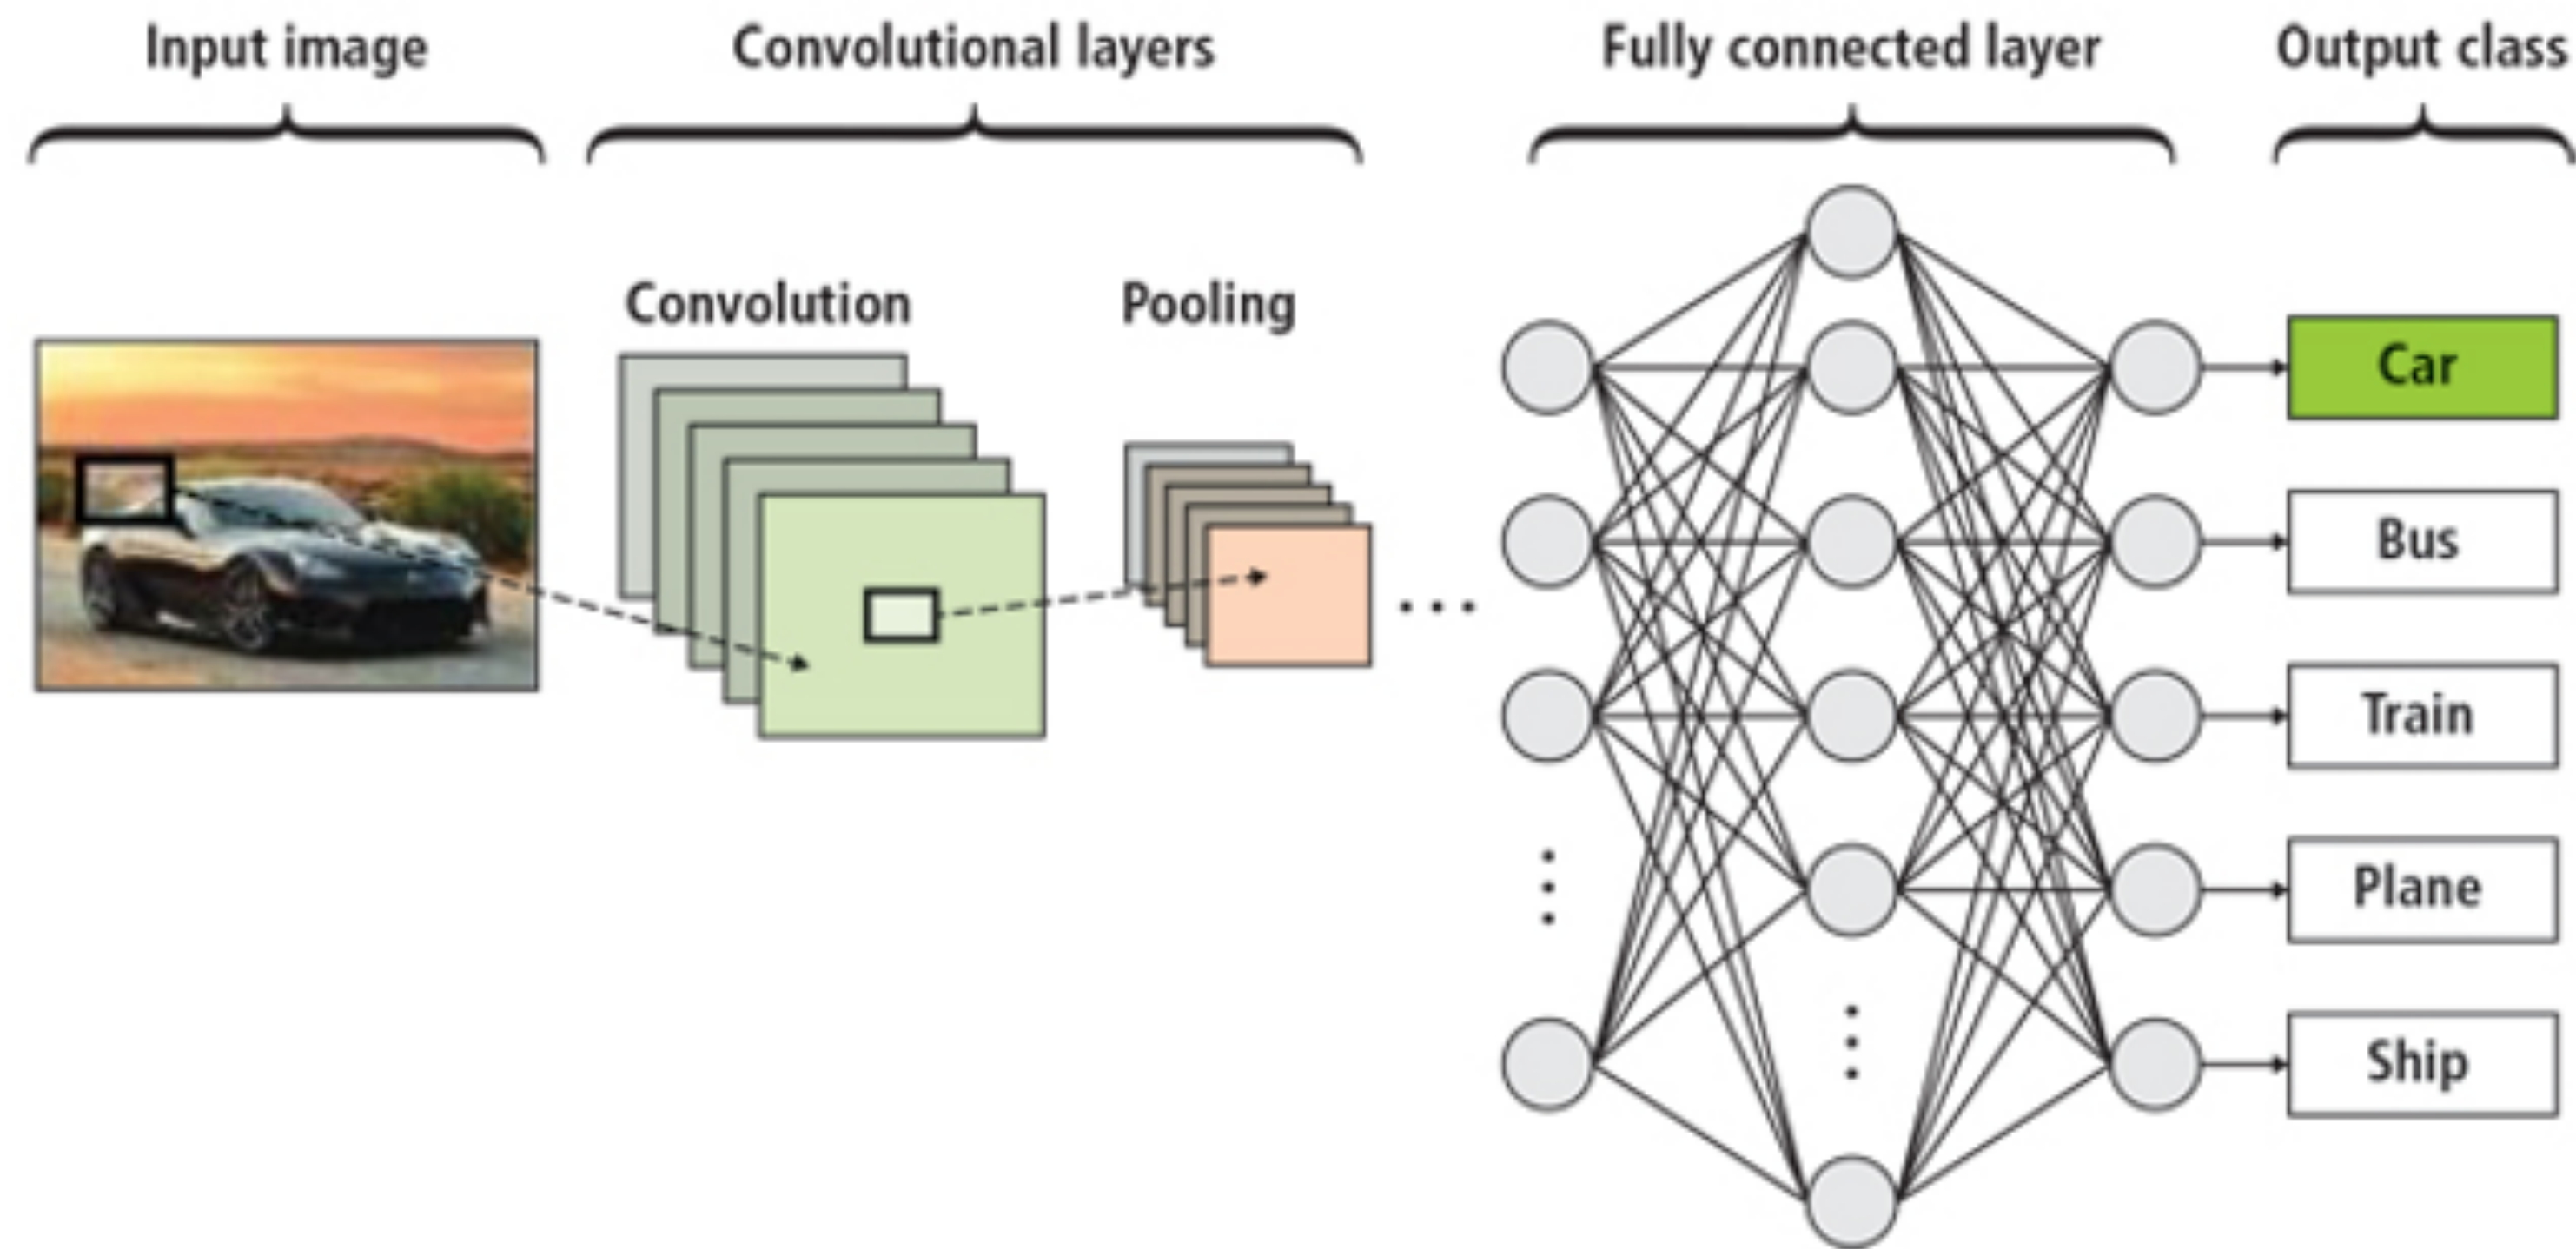 Input image
Convolutional layers
Fully connected layer
Output class
Convolution
Pooling
Car
Bus
Train
Plane
Ship